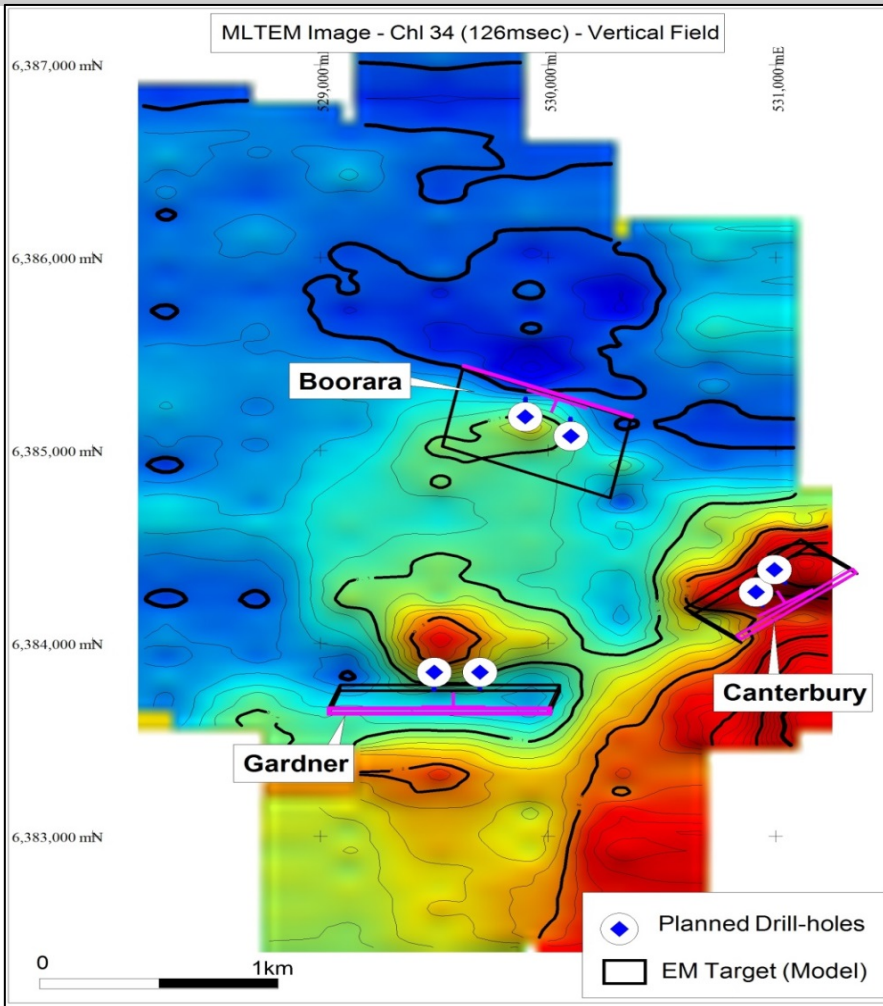 MLTEM Image - Chl 34 (126msec) - Vertical Field
6,387,000 mN
529,000 mE
530,000 mE
531,000 mE
6,386,000 mN
Boorara
6,385,000 mN
6,384,000 mN
Canterbury
Gardner
6,383,000 mN
Planned Drill-holes
EM Target (Model)
0
1km